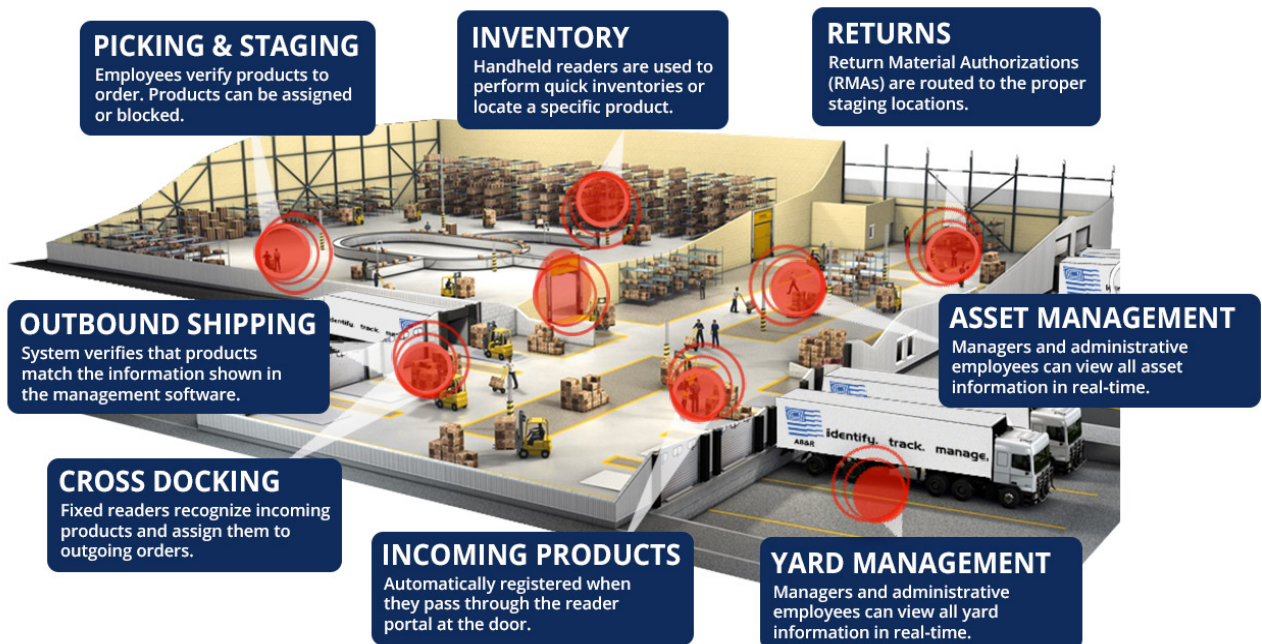 PICKING & STAGING
Employees verify products to
order. Products can be assigned
or blocked.
INVENTORY
Handheld readers are used to
perform quick inventories or
locate a specific product.
RETURNS
Return Material Authorizations
(RMAs) are routed to the proper
staging locations.
OUTBOUND SHIPPING
System verifies that products
match the information shown in
the management software.
identify. track.
ASSET MANAGEMENT
Managers and administrative
employees can view all asset
information in real-time.
AB&R
identify. track. manage.
CROSS DOCKING
Fixed readers recognize incoming
products and assign them to
outgoing orders.
INCOMING PRODUCTS
Automatically registered when
they pass through the reader
portal at the door.
YARD MANAGEMENT
Managers and administrative
employees can view all yard
information in real-time.